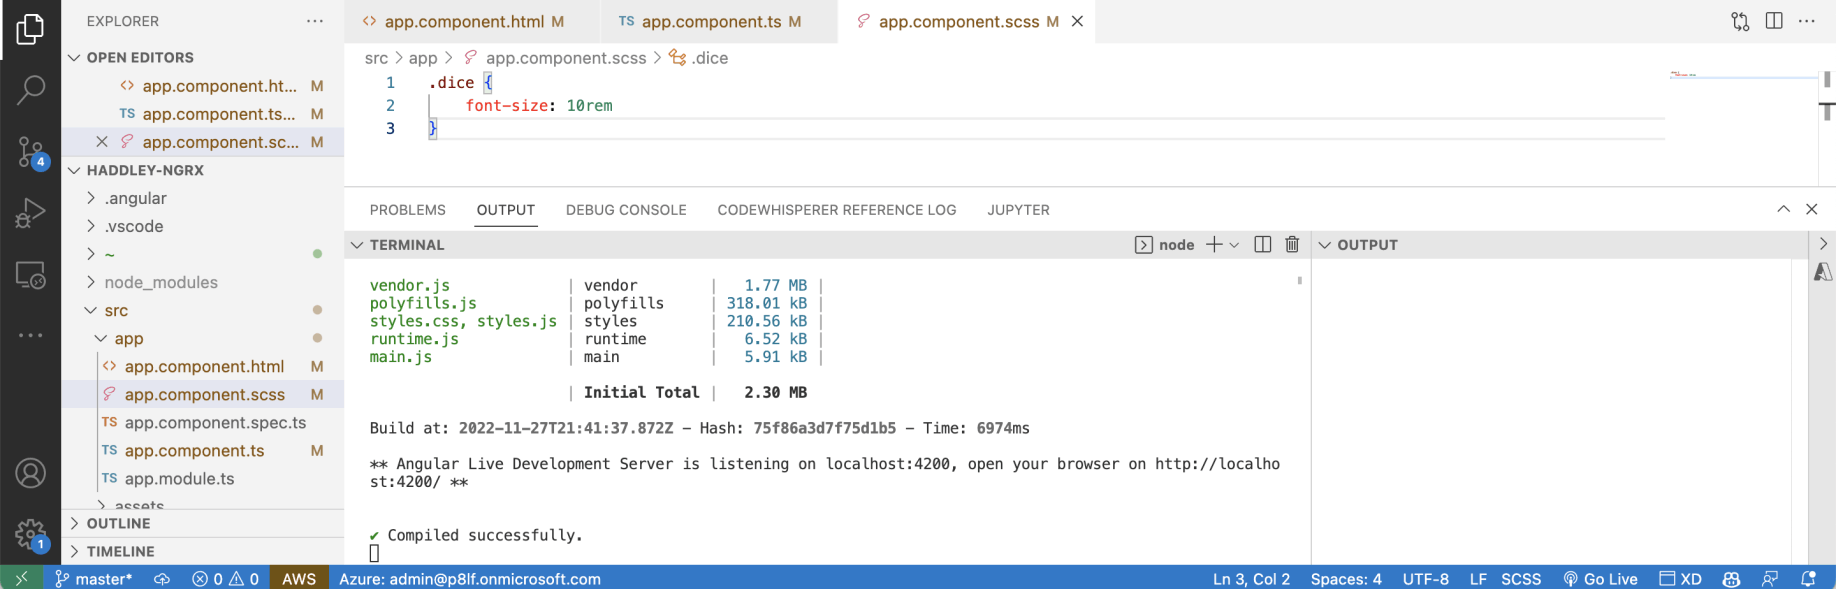 EXPLORER
OPEN EDITORS
app.component.ht... M
TS app.component.ts... M
app.component.sc... M
HADDLEY-NGRX
.angular
.vscode
~
node_modules
src
app
app.component.html M
app.component.scss M
TS app.component.spec.ts
TS app.component.ts M
TS app.module.ts
assets
OUTLINE
TIMELINE
4
1
app.component.html M
TS app.component.ts M
app.component.scss M
src > app > app.component.scss > .dice
1 .dice {
2 font-size: 10rem
3 }
PROBLEMS OUTPUT DEBUG CONSOLE CODEWHISPERER REFERENCE LOG JUPYTER
TERMINAL
node
OUTPUT
vendor.js | vendor | 1.77 MB |
polyfills.js | polyfills | 318.01 kB |
styles.css, styles.js | styles | 210.56 kB |
runtime.js | runtime | 6.52 kB |
main.js | main | 5.91 kB |
| Initial Total | 2.30 MB
Build at: 2022-11-27T21:41:37.872Z - Hash: 75f86a3d7f75d1b5 - Time: 6974ms
** Angular Live Development Server is listening on localhost:4200, open your browser on http://localho
st:4200/ **
✔ Compiled successfully.
master* 0 0 AWS Azure: admin@p8lf.onmicrosoft.com Ln 3, Col 2 Spaces: 4 UTF-8 LF SCSS Go Live XD